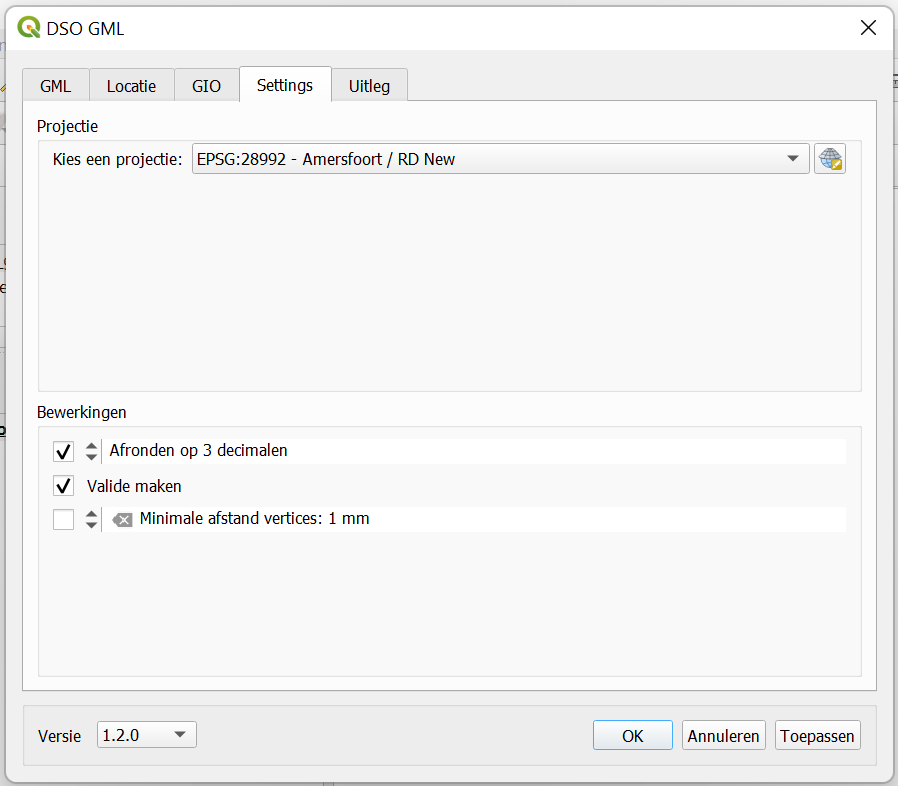 DSO GML
GML Locatie GIO Settings Uitleg
Projectie
Kies een projectie: EPSG:28992 - Amersfoort / RD New
Bewerkingen
Afronden op 3 decimalen
Valide maken
Minimale afstand vertices: 1 mm
Versie 1.2.0 OK Annuleren Toepassen